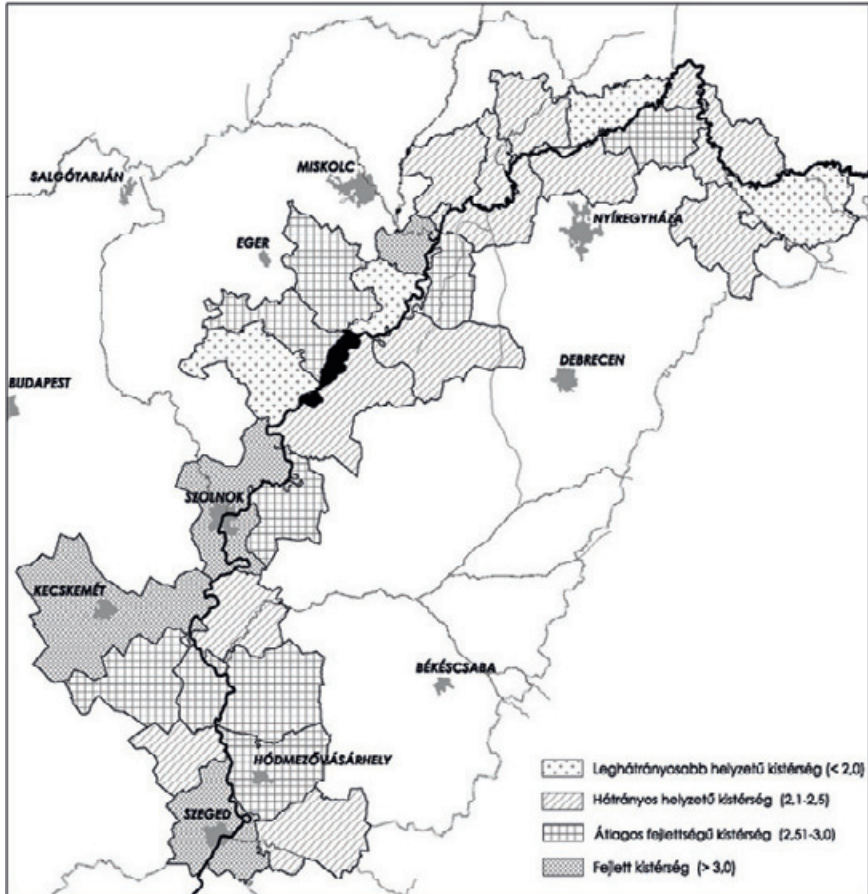 SALGÓTARJÁN
MISKOLC
NYÍREGYHÁZA
EGER
DEBRECEN
BUDAPEST
SZOLNOK
KECSKEMÉT
BÉKÉSCSABA
HÓDMEZŐVÁSÁRHELY
SZEGED
Leghátrányosabb helyzetű kistérség (< 2,0)
Hátrányos helyzetű kistérség (2,1-2,5)
Átlagos fejlettségű kistérség (2,51-3,0)
Fejlett kistérség (> 3,0)